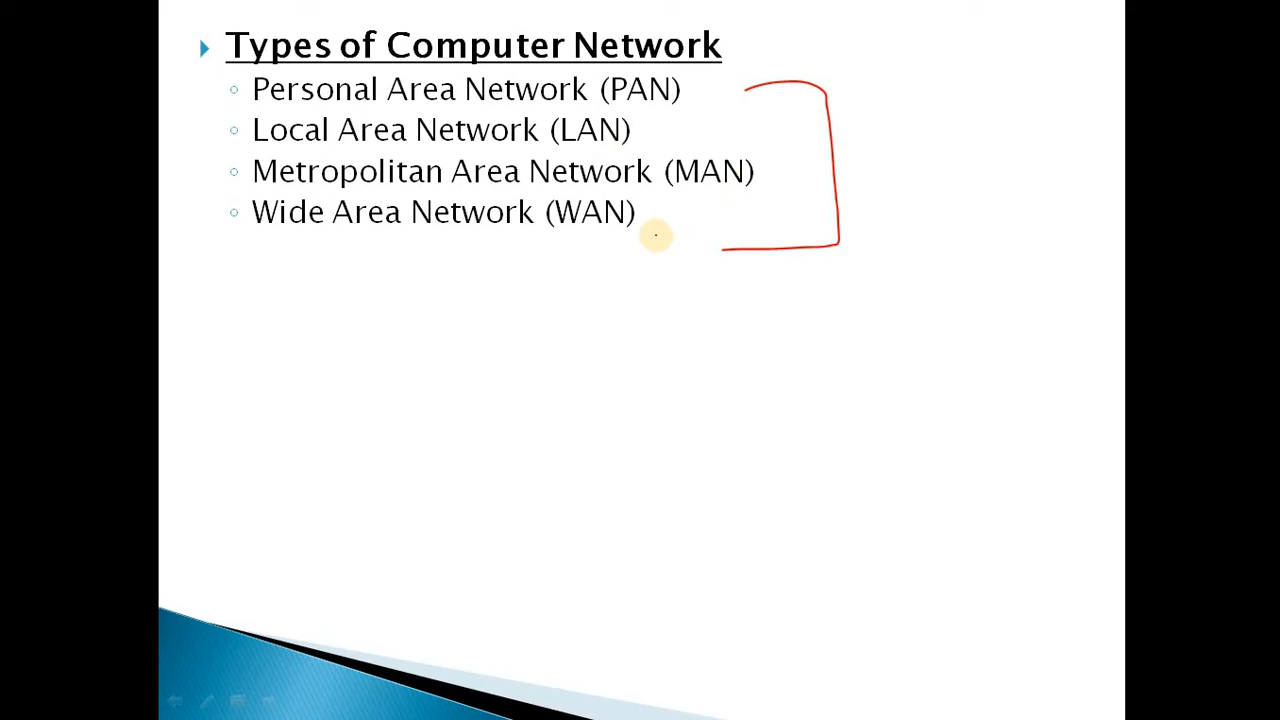 Types of Computer Network
Personal Area Network (PAN)
Local Area Network (LAN)
Metropolitan Area Network (MAN)
Wide Area Network (WAN)